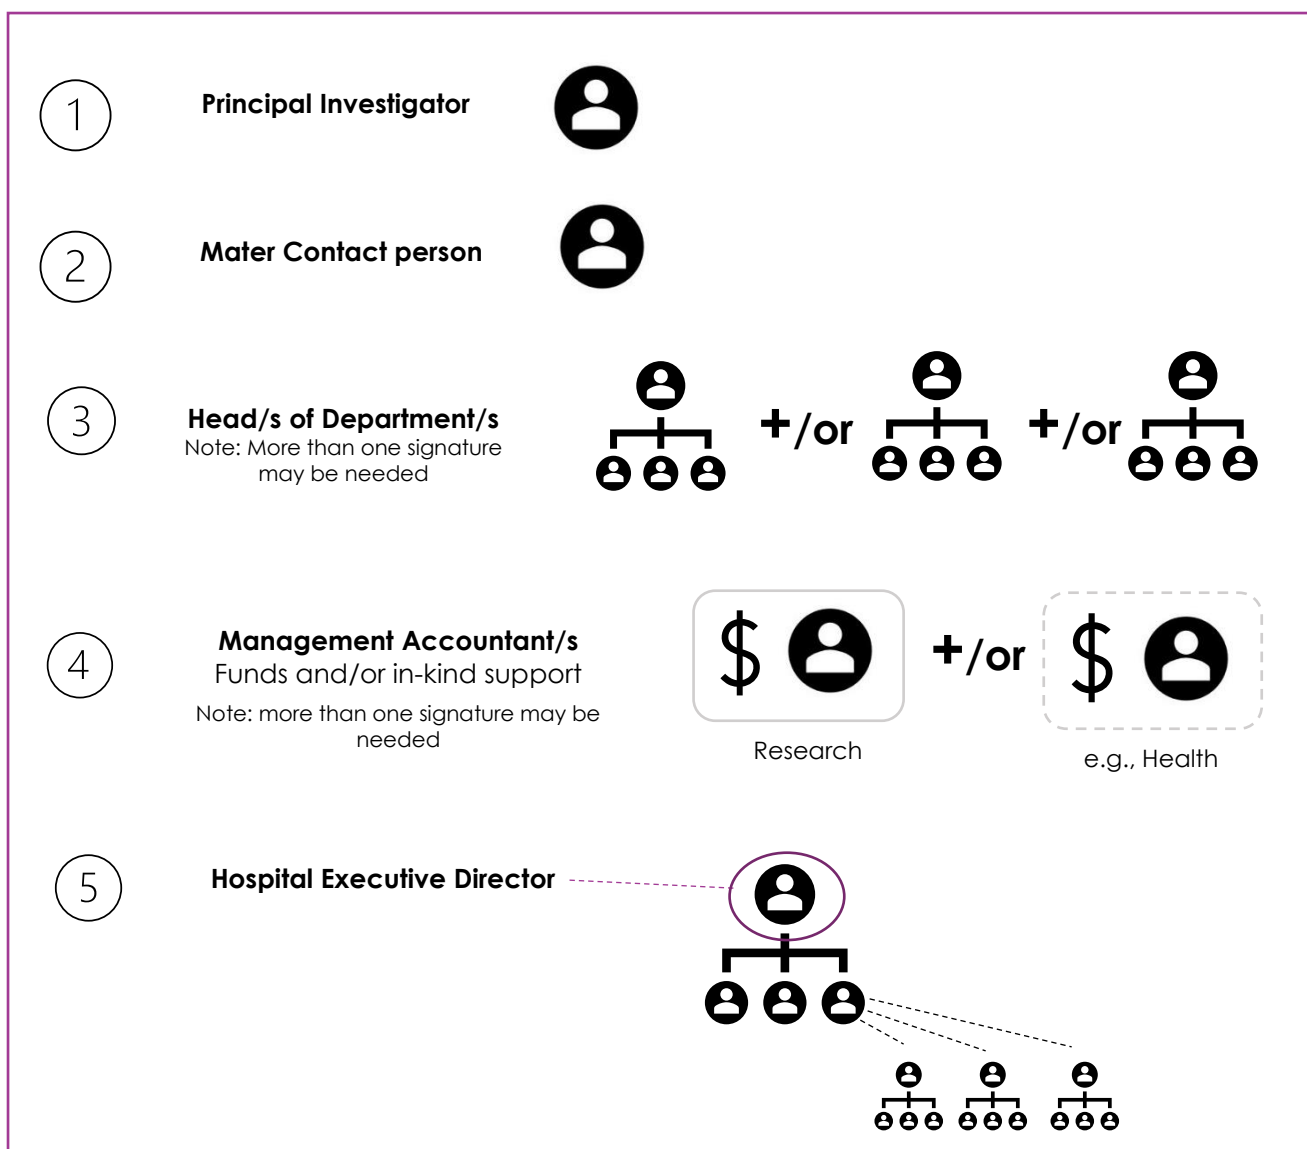 1
Principal Investigator
2
Mater Contact person
3
Head/s of Department/s
Note: More than one signature
may be needed
+/or
+/or
4
Management Accountant/s
Funds and/or in-kind support
Note: more than one signature may be
needed
$
+/or
$
Research
e.g., Health
5
Hospital Executive Director